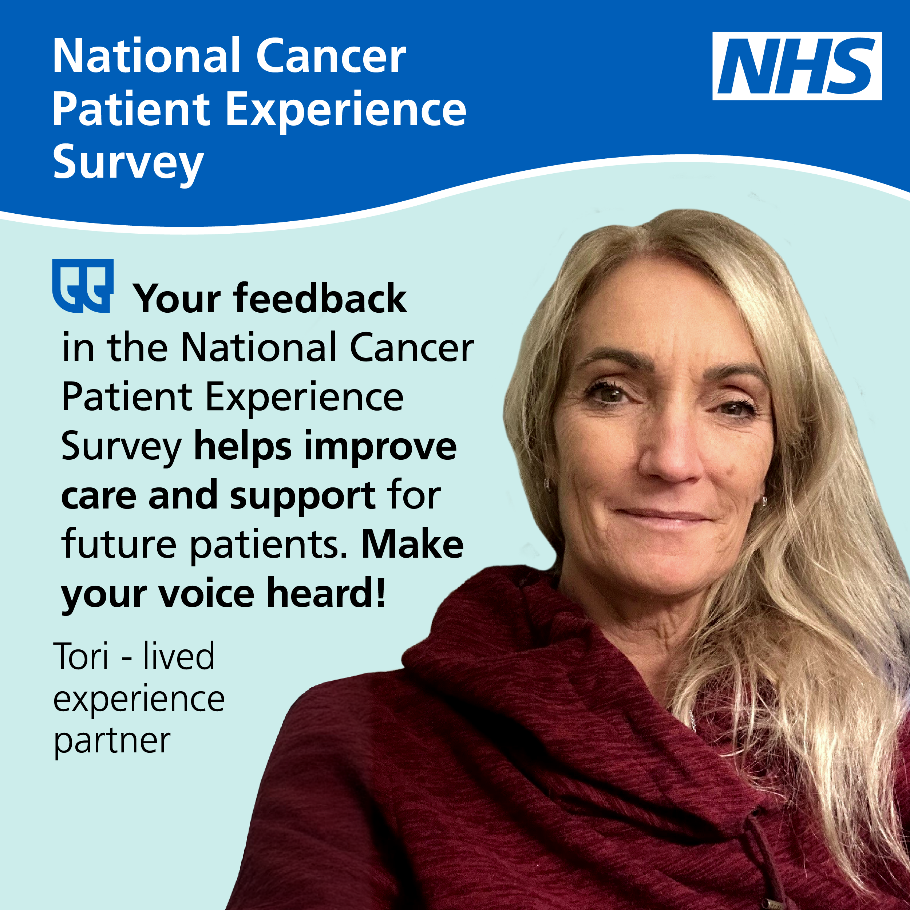 National Cancer
Patient Experience
Survey
NHS
Your feedback
in the National Cancer
Patient Experience
Survey helps improve
care and support for
future patients. Make
your voice heard!
Tori - lived
experience
partner